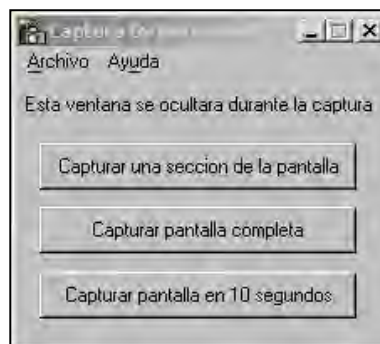 Captura
Archivo Ayuda
Esta ventana se ocultara durante la captura
Capturar una seccion de la pantalla
Capturar pantalla completa
Capturar pantalla en 10 segundos